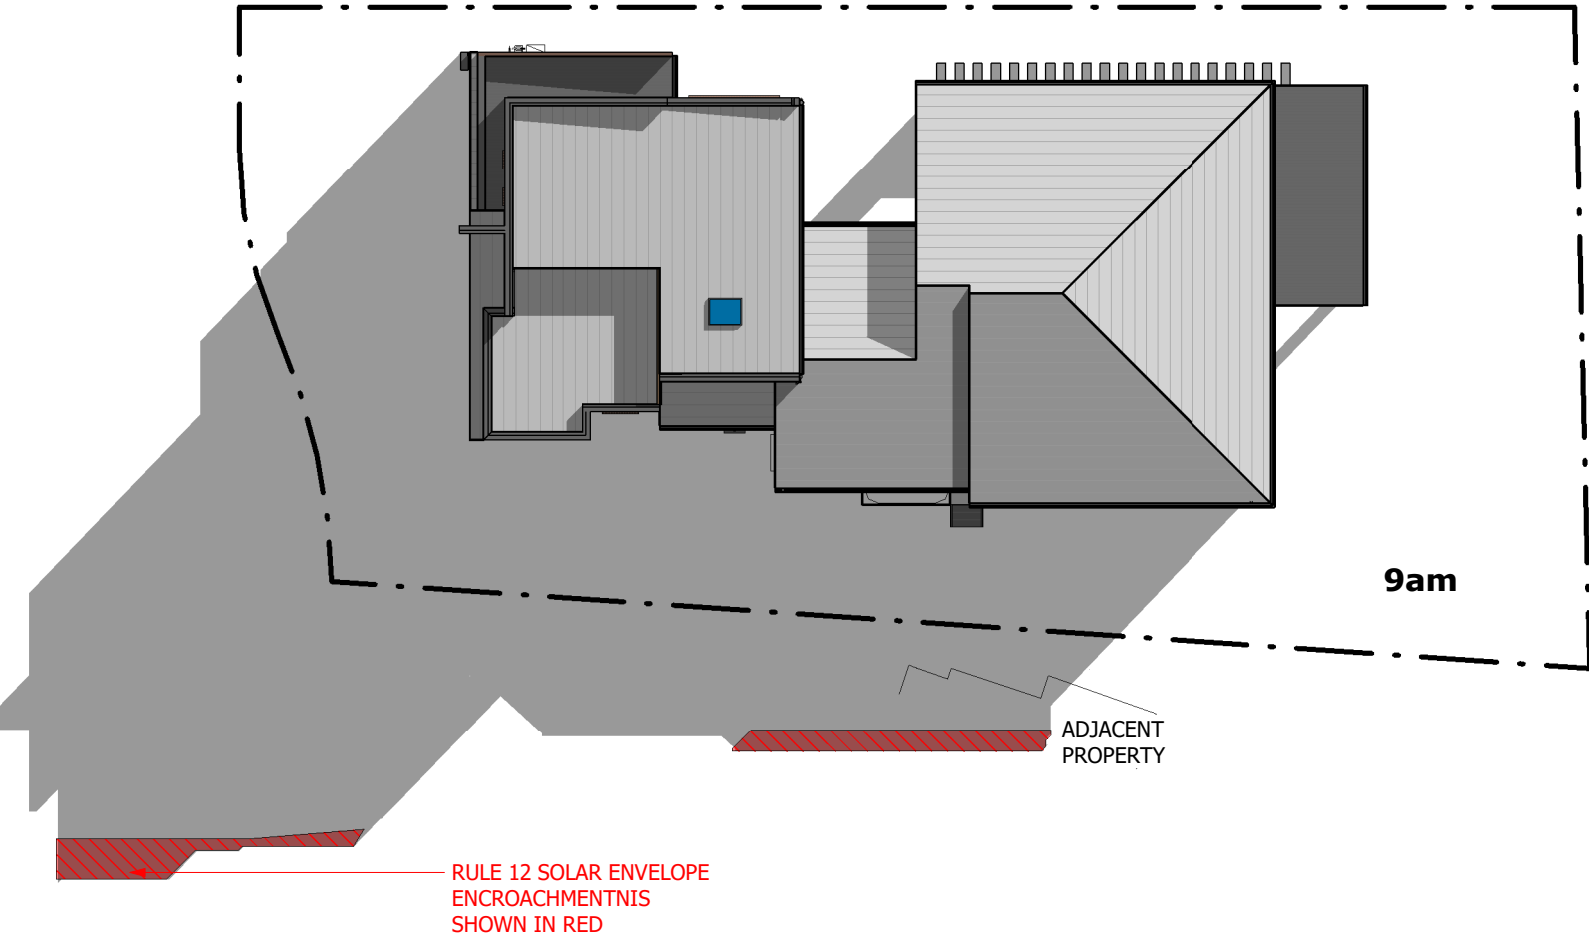 9am
ADJACENT
PROPERTY
RULE 12 SOLAR ENVELOPE
ENCROACHMENTNIS
SHOWN IN RED